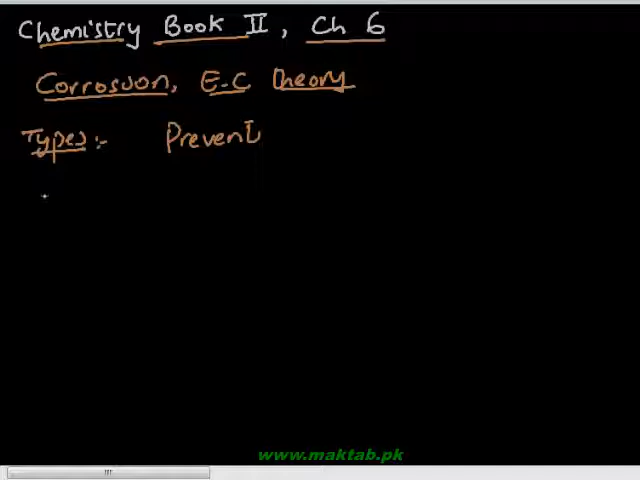 Chemistry Book II, Ch 6
Corrosion, E-C Theory
Types:- Prevent
www.maktab.pk